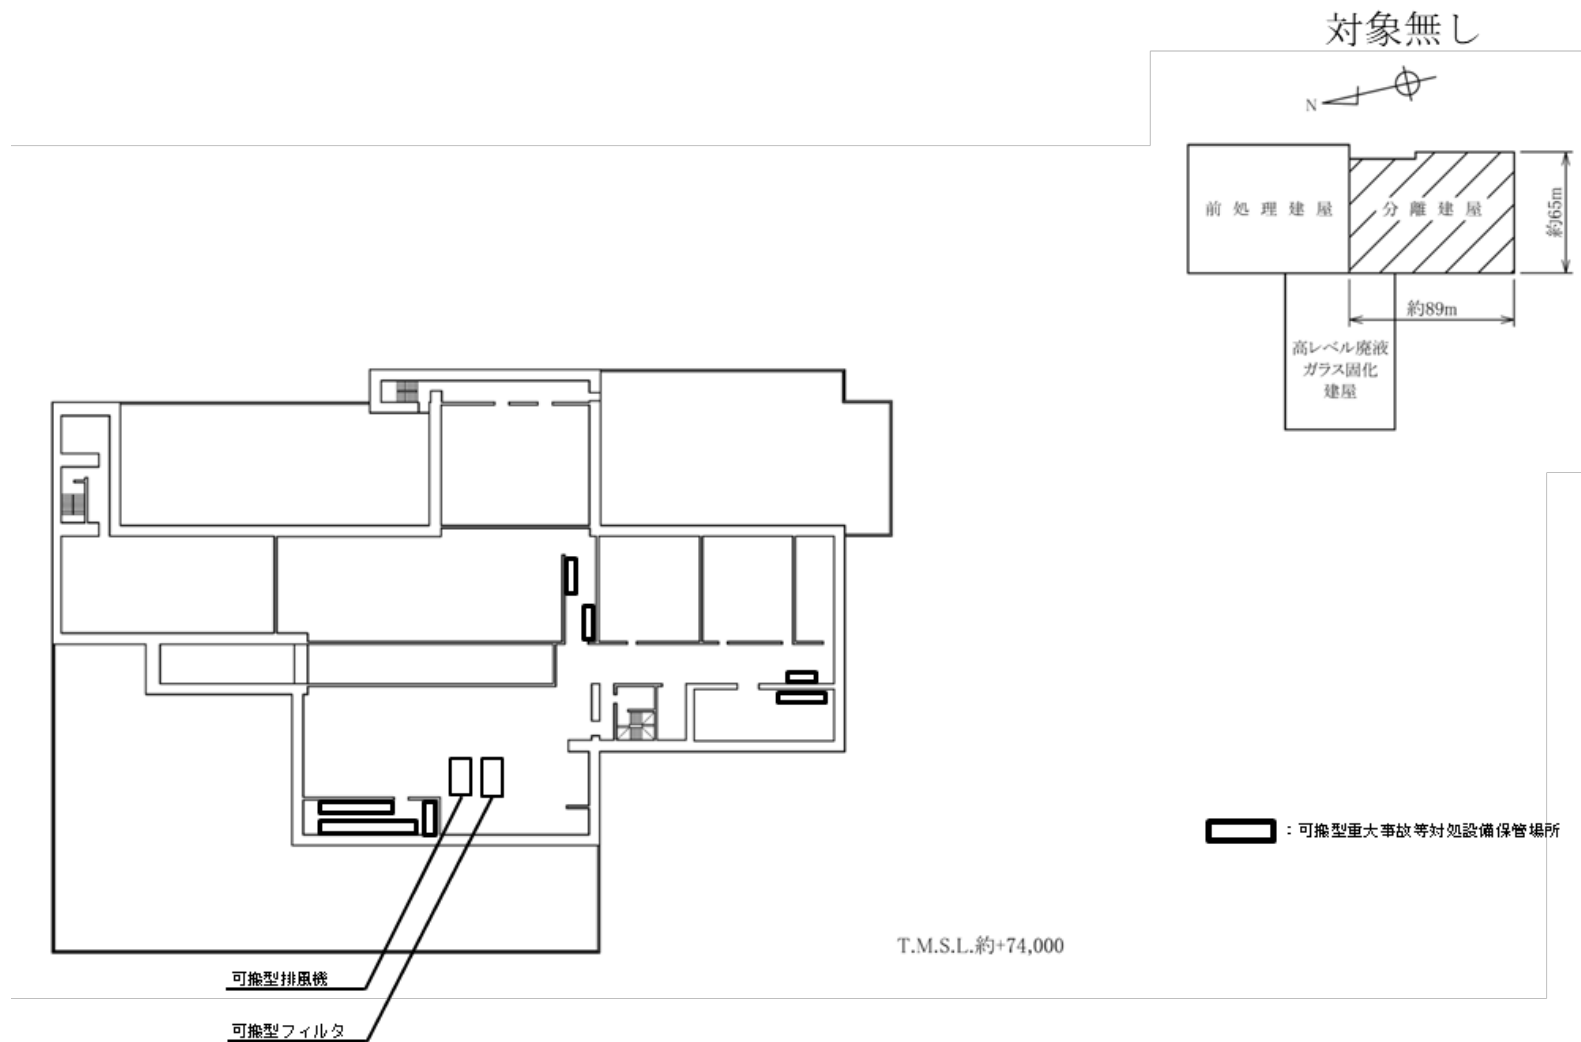 対象無し
N
前処理建屋
分離建屋
約65m
約89m
高レベル廃液
ガラス固化
建屋
：可搬型重大事故等対処設備保管場所
T.M.S.L.約+74,000
可搬型排風機
可搬型フィルタ